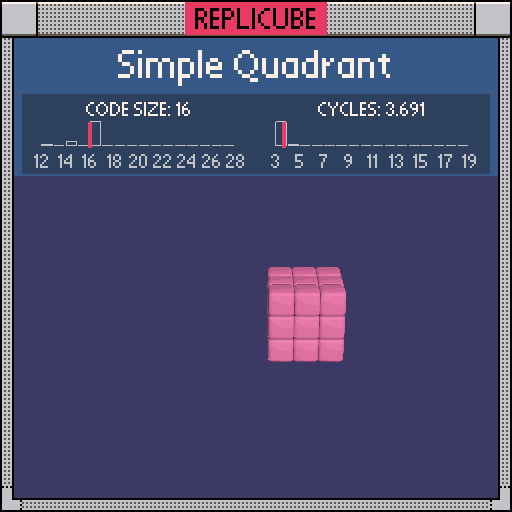 REPLICUBE
Simple Quadrant
CODE SIZE: 16 CYCLES: 3.691
12 14 16 18 20 22 24 26 28 3 5 7 9 11 13 15 17 19